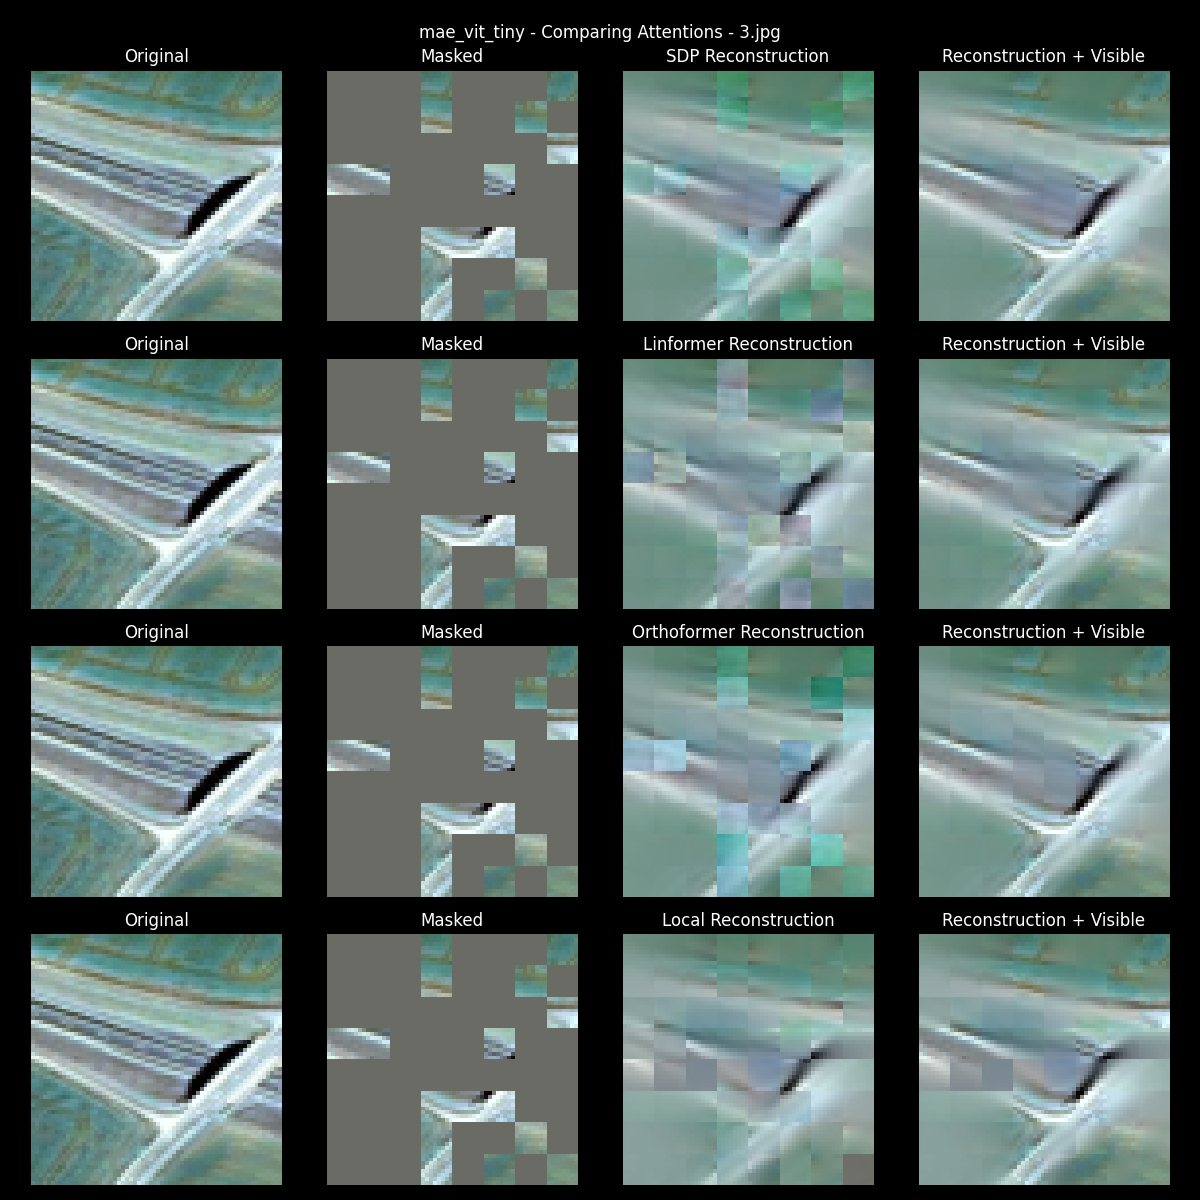 mae_vit_tiny - Comparing Attentions - 3.jpg
Original Masked SDP Reconstruction Reconstruction + Visible
Original Masked Linformer Reconstruction Reconstruction + Visible
Original Masked Orthoformer Reconstruction Reconstruction + Visible
Original Masked Local Reconstruction Reconstruction + Visible